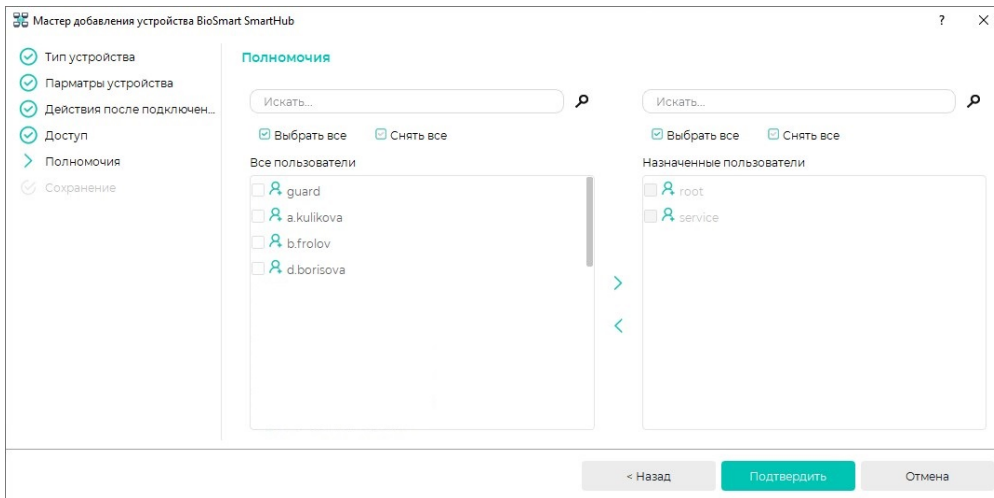 Мастер добавления устройства BioSmart SmartHub
?
Тип устройства
Парматры устройства
Действия после подключен...
Доступ
Полномочия
Сохранение
Полномочия
Искать...
Выбрать все Снять все
Все пользователи
guard
a.kulikova
b.frolov
d.borisova
Искать...
Выбрать все Снять все
Назначенные пользователи
root
service
< Назад Подтвердить Отмена